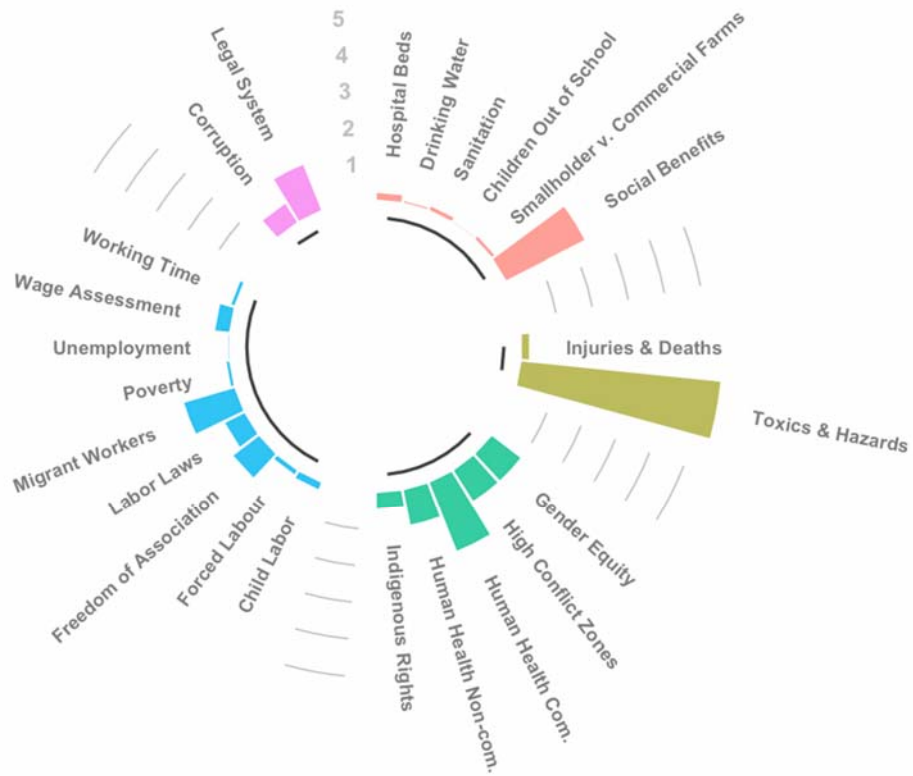 5
4
3
2
1
Hospital Beds
Drinking Water
Sanitation
Children Out of School
Smallholder v. Commercial Farms
Social Benefits
Injuries & Deaths
Toxics & Hazards
Gender Equity
High Conflict Zones
Human Health Com.
Human Health Non-com.
Indigenous Rights
Child Labor
Forced Labour
Freedom of Association
Labor Laws
Migrant Workers
Poverty
Unemployment
Wage Assessment
Working Time
Corruption
Legal System